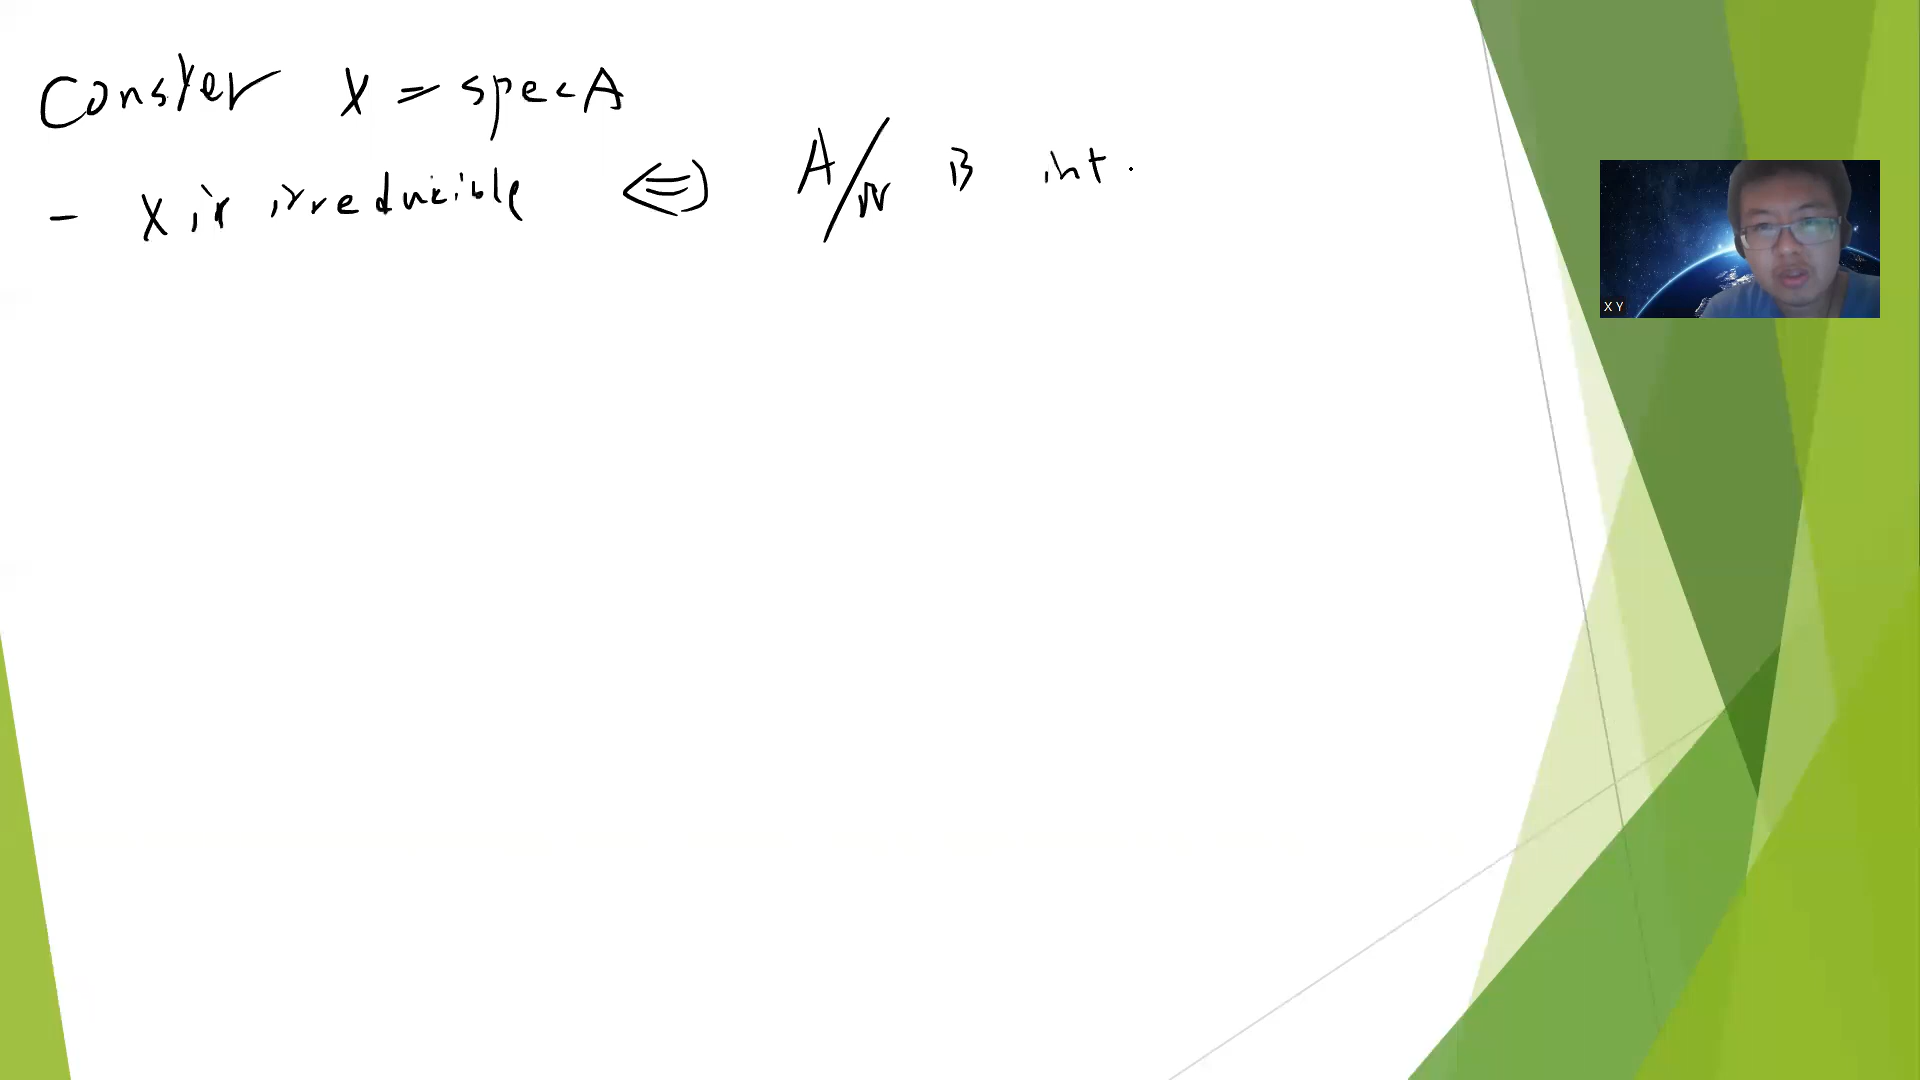 Consider X = spec A
- X is irreducible ⇔ A/𝔑 is int.
X Y